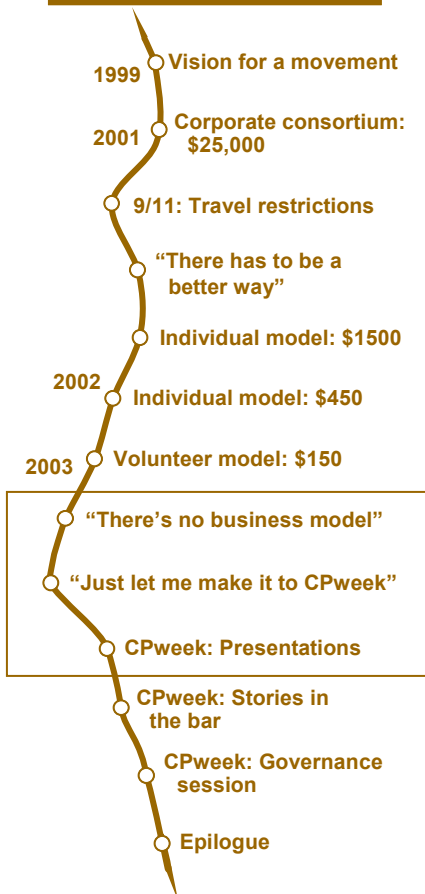 1999
Vision for a movement
2001
Corporate consortium:
$25,000
9/11: Travel restrictions
“There has to be a
better way”
Individual model: $1500
2002
Individual model: $450
2003
Volunteer model: $150
“There’s no business model”
“Just let me make it to CPweek”
CPweek: Presentations
CPweek: Stories in
the bar
CPweek: Governance
session
Epilogue